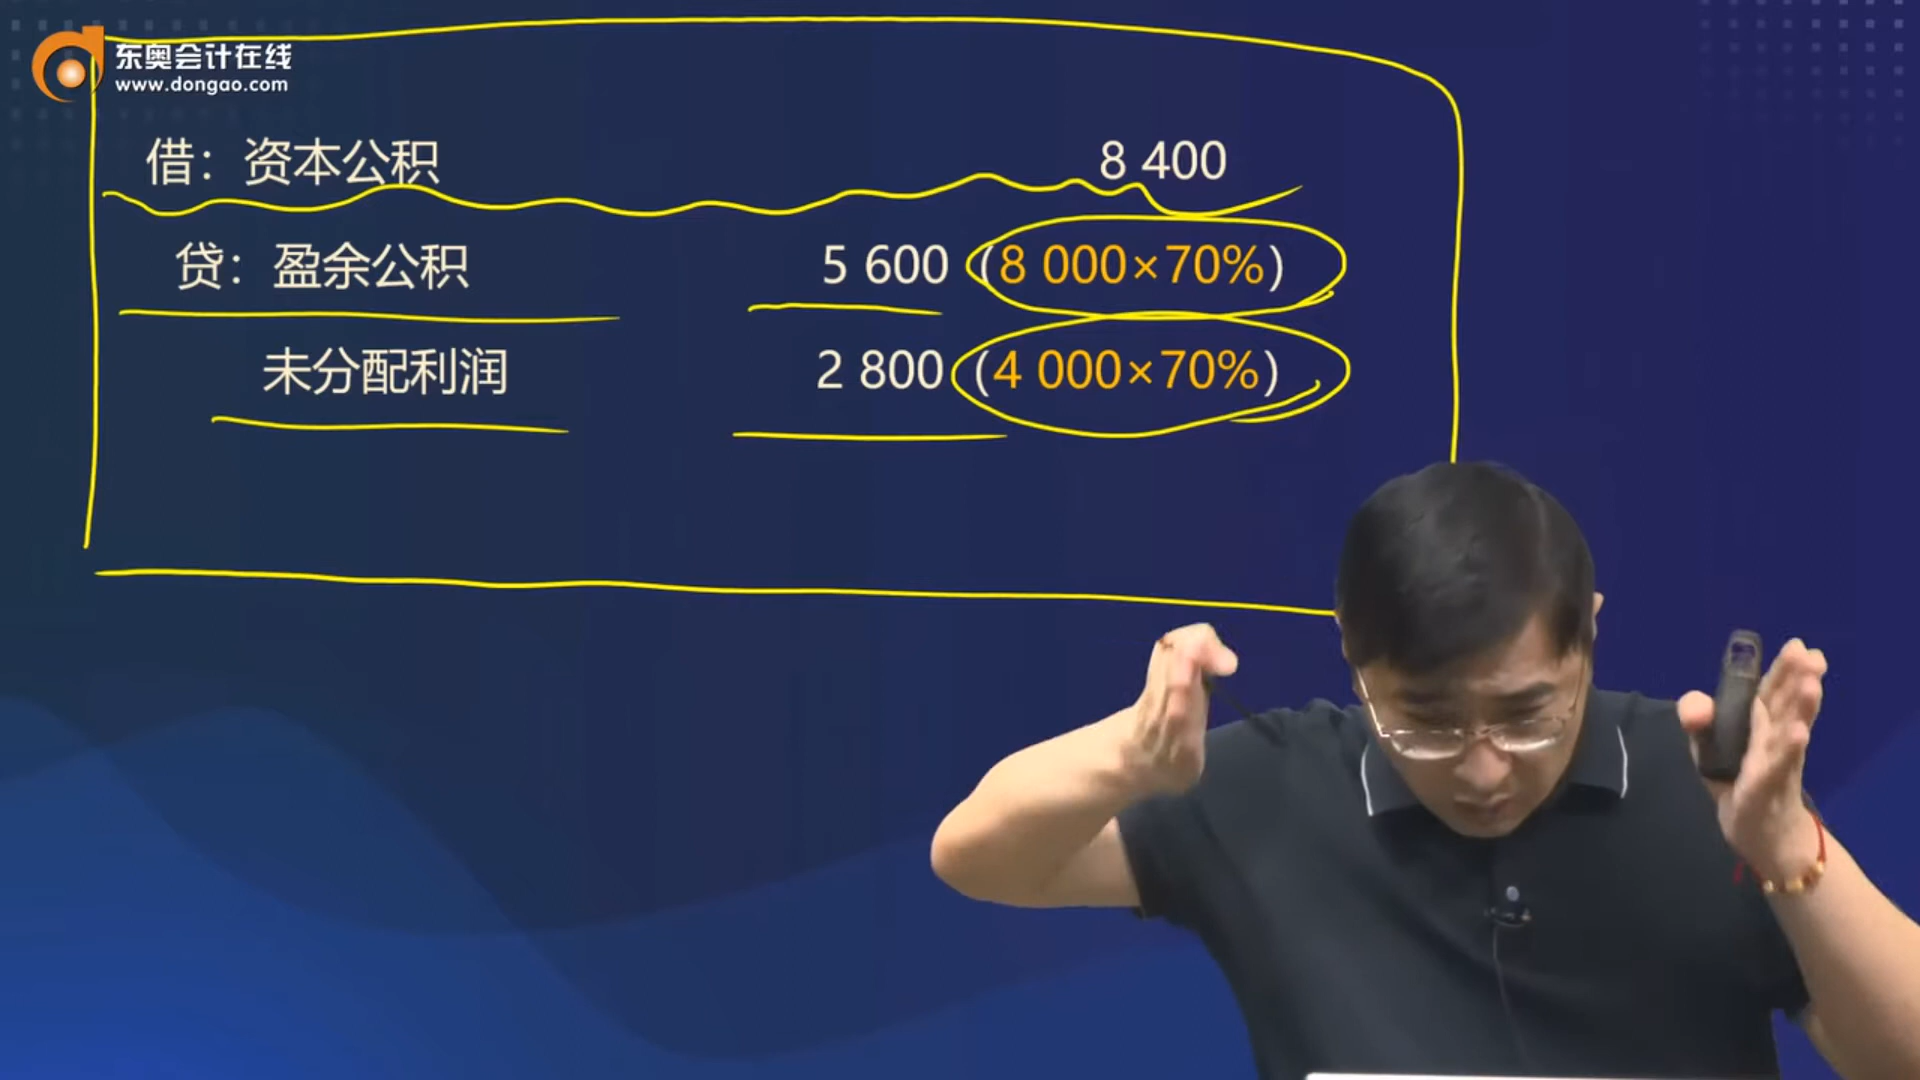 东奥会计在线
www.dongao.com
借：资本公积 8 400
贷：盈余公积 5 600（8 000×70%）
未分配利润 2 800（4 000×70%）